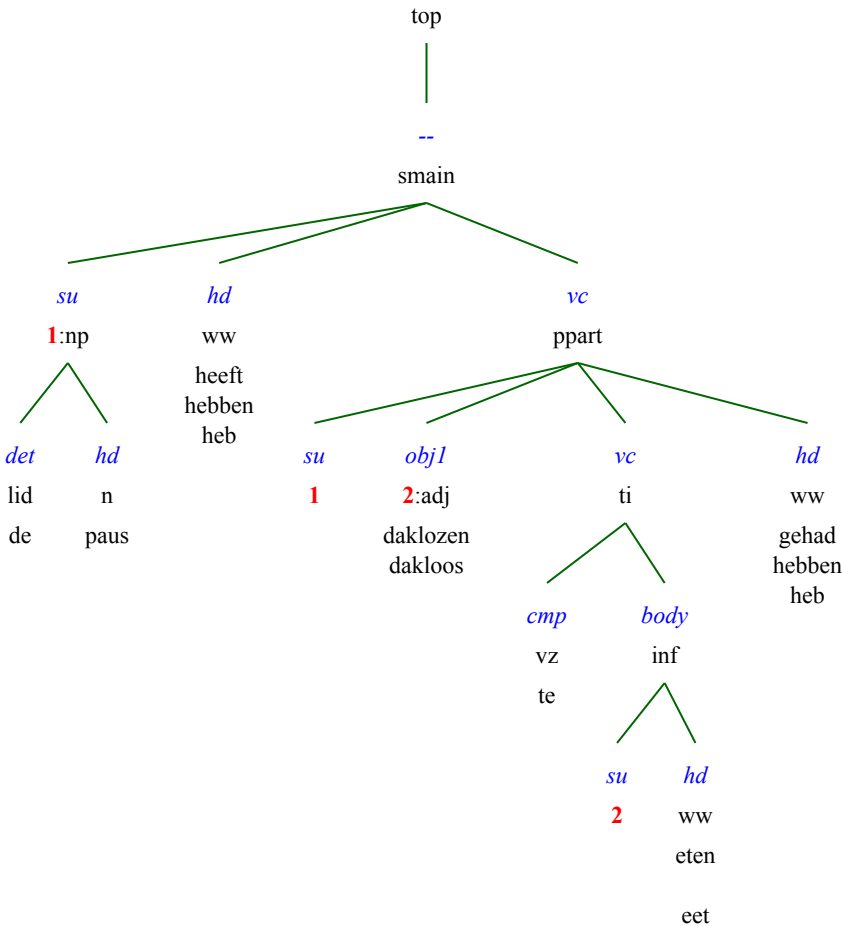 top
--
smain
su hd vc
1:np ww ppart
heeft
hebben
heb
det hd su obj1 vc hd
lid n 1 2:adj ti ww
de paus daklozen gehad
dakloos hebben
heb
cmp body
vz inf
te
su hd
2 ww
eten
eet